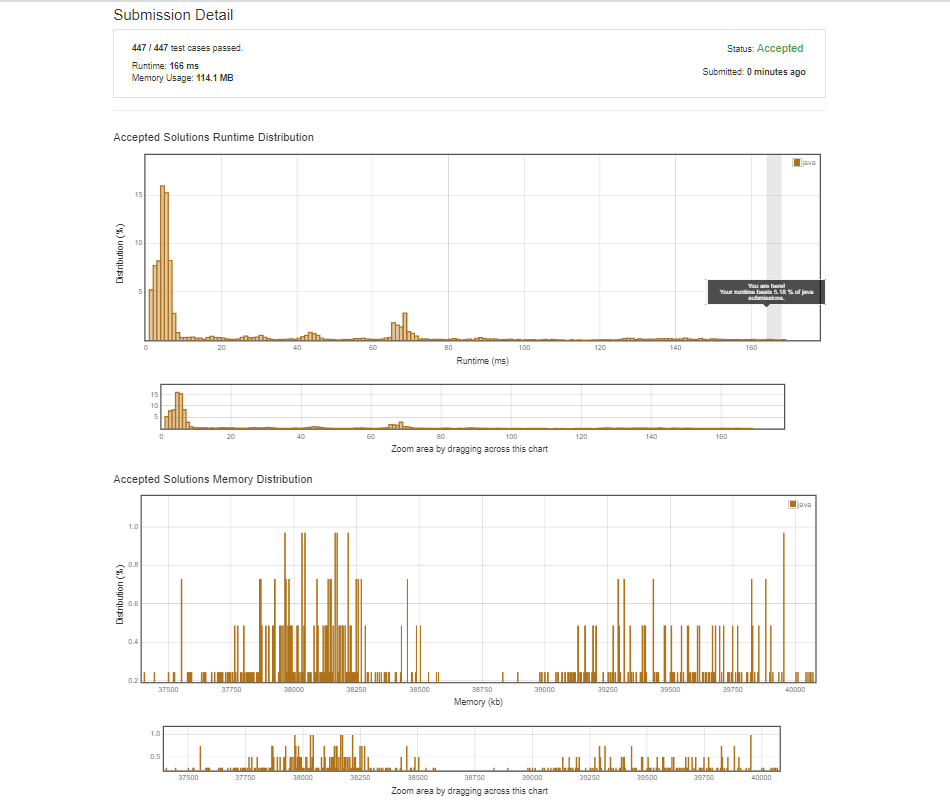 Submission Detail
447 / 447 test cases passed.
Status: Accepted
Runtime: 166 ms
Submitted: 0 minutes ago
Memory Usage: 114.1 MB
Accepted Solutions Runtime Distribution
java
15
10
5
Distribution (%)
You are here!
Your runtime beats 5.18 % of java
submissions.
0 20 40 60 80 100 120 140 160
Runtime (ms)
15
10
5
0 20 40 60 80 100 120 140 160
Zoom area by dragging across this chart
Accepted Solutions Memory Distribution
java
1.0
0.8
0.6
0.4
0.2
Distribution (%)
37500 37750 38000 38250 38500 38750 39000 39250 39500 39750 40000
Memory (kb)
1.0
0.5
37500 37750 38000 38250 38500 38750 39000 39250 39500 39750 40000
Zoom area by dragging across this chart